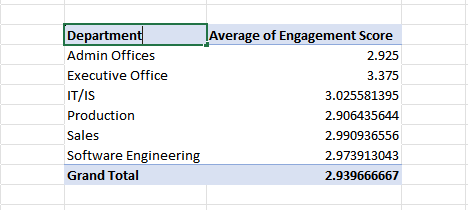 Department Average of Engagement Score
Admin Offices 2.925
Executive Office 3.375
IT/IS 3.025581395
Production 2.906435644
Sales 2.990936556
Software Engineering 2.973913043
Grand Total 2.939666667